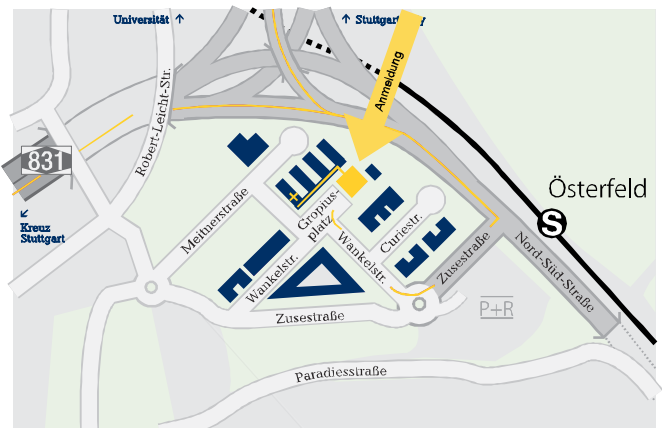 Universität ↑
↑ Stuttgart
Anmeldung
Robert-Leicht-Str.
831
↙
Kreuz
Stuttgart
Meitnerstraße
Gropius-
platz
Wankelstr.
Wankelstr.
Curiestr.
Zusestraße
Zusestraße
Österfeld
S
Nord-Süd-Straße
P+R
Paradiesstraße